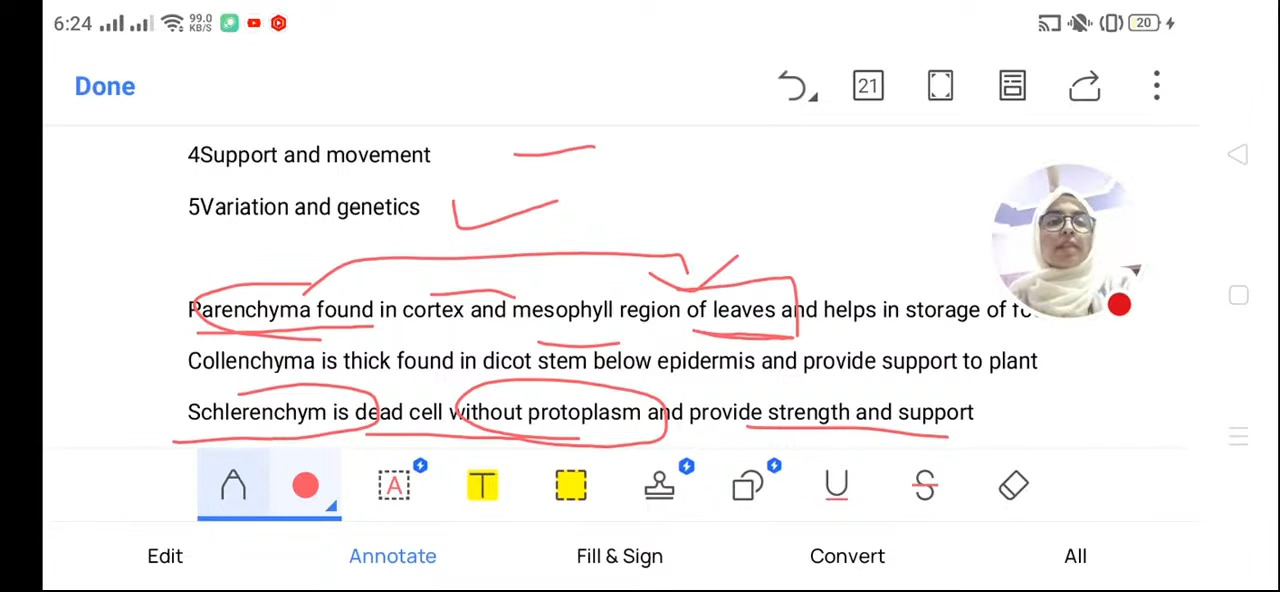 6:24 99.0 KB/S 20
Done 21
4Support and movement
5Variation and genetics
Parenchyma found in cortex and mesophyll region of leaves and helps in storage of
Collenchyma is thick found in dicot stem below epidermis and provide support to plant
Schlerenchym is dead cell without protoplasm and provide strength and support
A T U S
Edit Annotate Fill & Sign Convert All